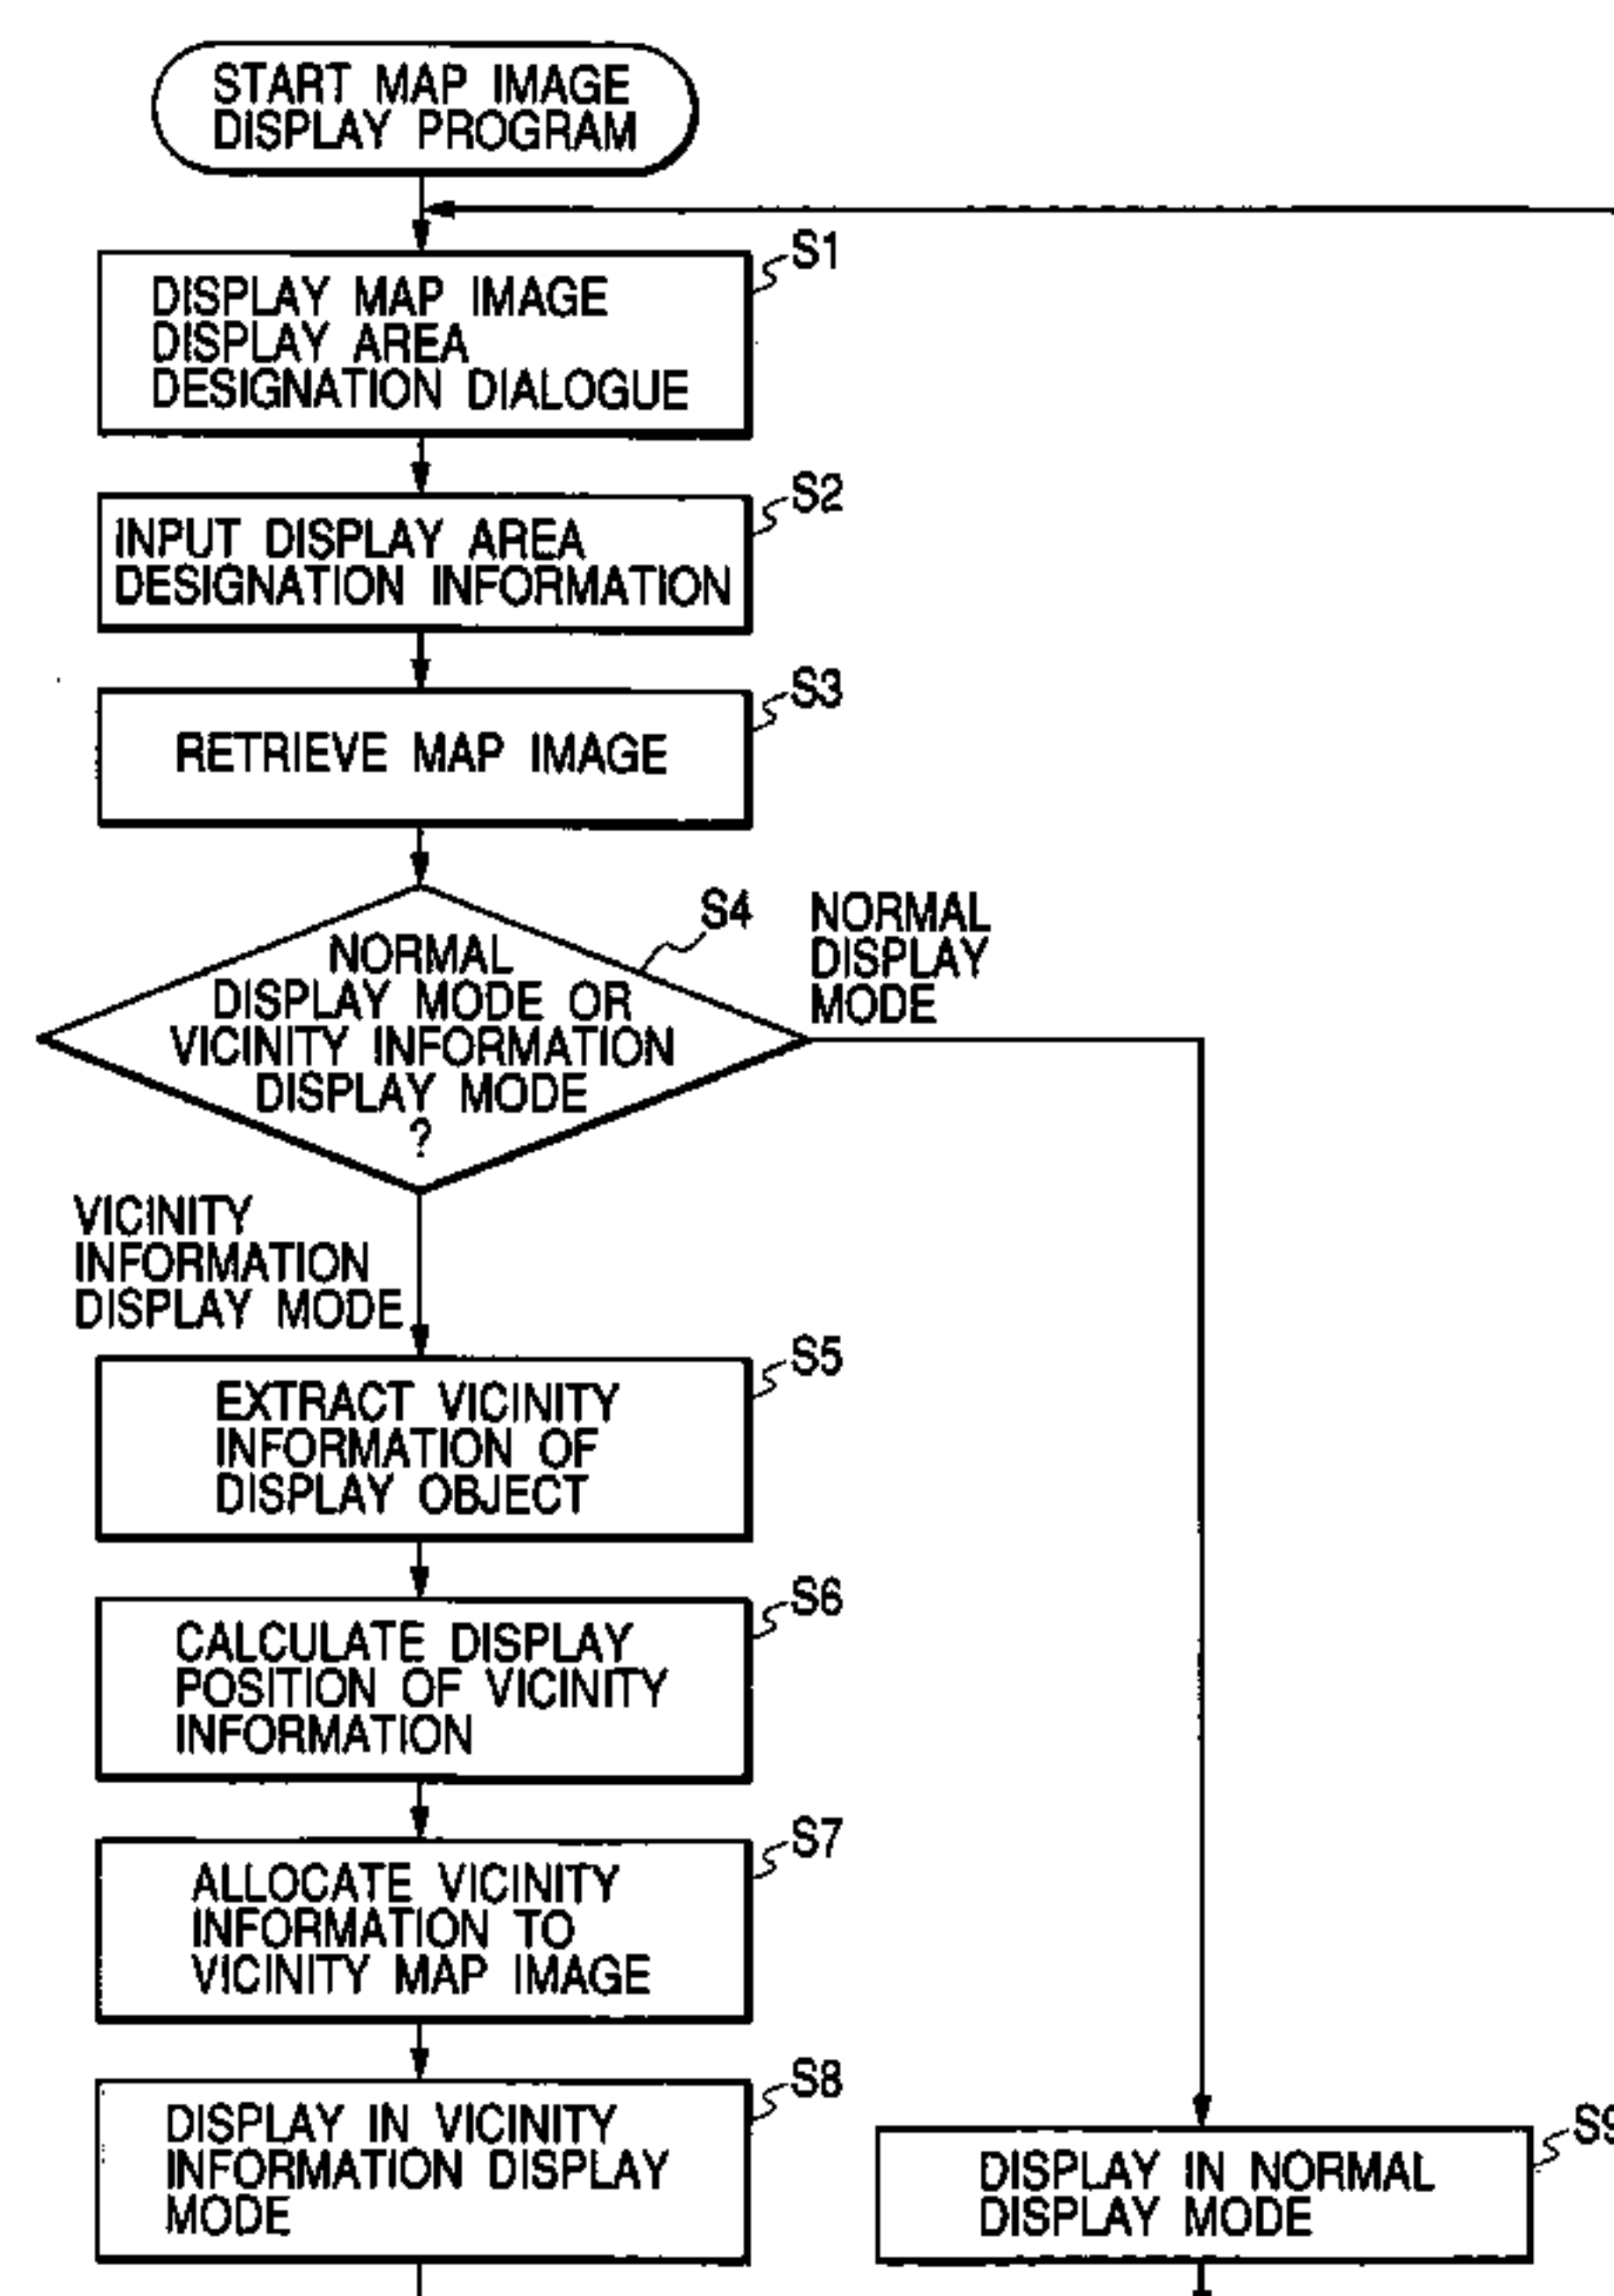 START MAP IMAGE
DISPLAY PROGRAM
S1
DISPLAY MAP IMAGE
DISPLAY AREA
DESIGNATION DIALOGUE
S2
INPUT DISPLAY AREA
DESIGNATION INFORMATION
S3
RETRIEVE MAP IMAGE
S4
NORMAL
DISPLAY MODE OR
VICINITY INFORMATION
DISPLAY MODE
?
NORMAL
DISPLAY
MODE
VICINITY
INFORMATION
DISPLAY MODE
S5
EXTRACT VICINITY
INFORMATION OF
DISPLAY OBJECT
S6
CALCULATE DISPLAY
POSITION OF VICINITY
INFORMATION
S7
ALLOCATE VICINITY
INFORMATION TO
VICINITY MAP IMAGE
S8
DISPLAY IN VICINITY
INFORMATION DISPLAY
MODE
S9
DISPLAY IN NORMAL
DISPLAY MODE